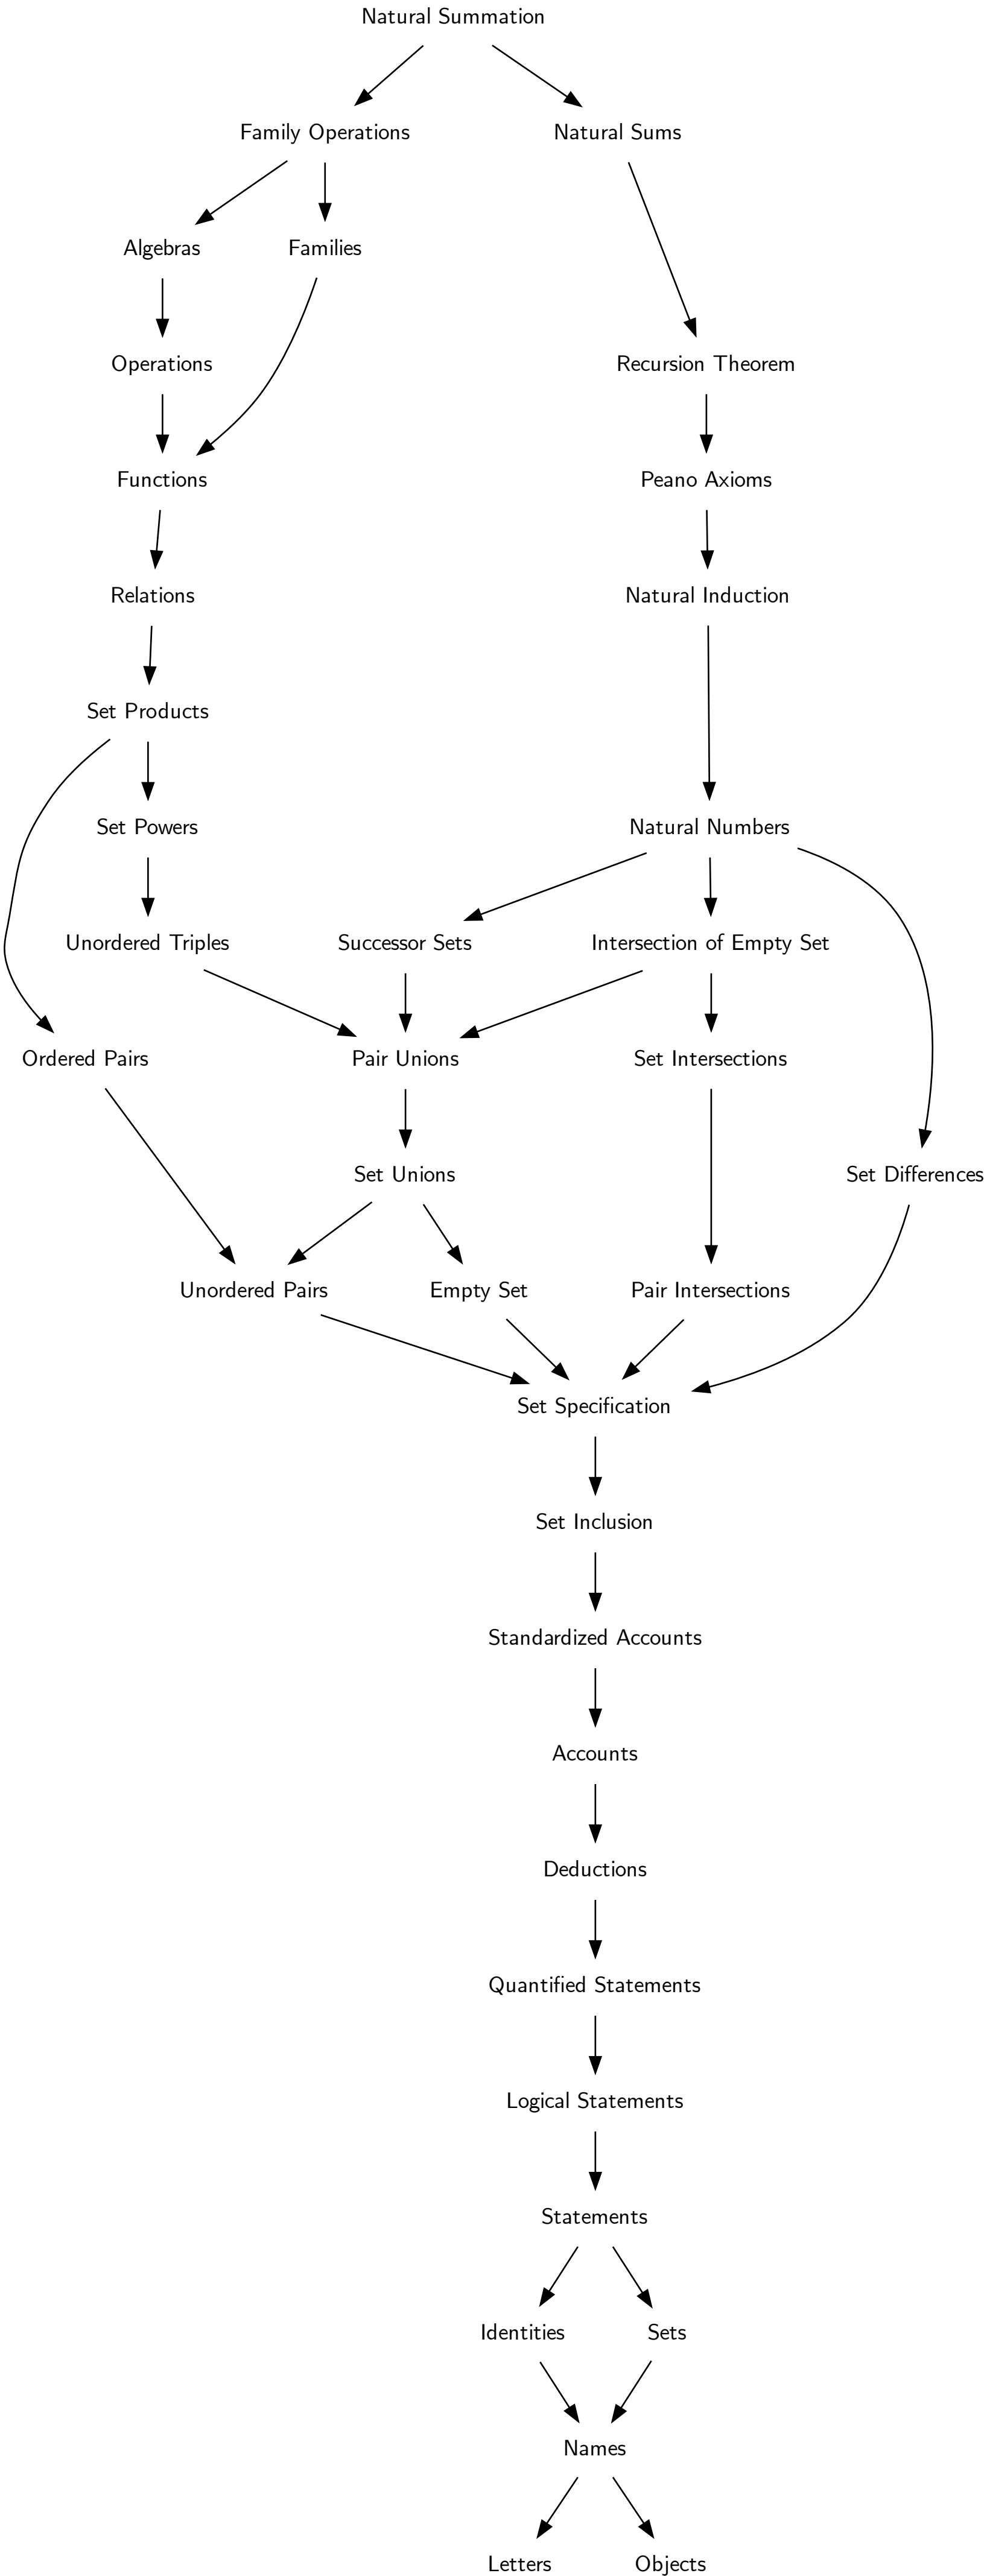 Natural Summation
Family Operations
Natural Sums
Algebras
Families
Operations
Recursion Theorem
Functions
Peano Axioms
Relations
Natural Induction
Set Products
Set Powers
Natural Numbers
Unordered Triples
Successor Sets
Intersection of Empty Set
Ordered Pairs
Pair Unions
Set Intersections
Set Unions
Set Differences
Unordered Pairs
Empty Set
Pair Intersections
Set Specification
Set Inclusion
Standardized Accounts
Accounts
Deductions
Quantified Statements
Logical Statements
Statements
Identities
Sets
Names
Letters
Objects